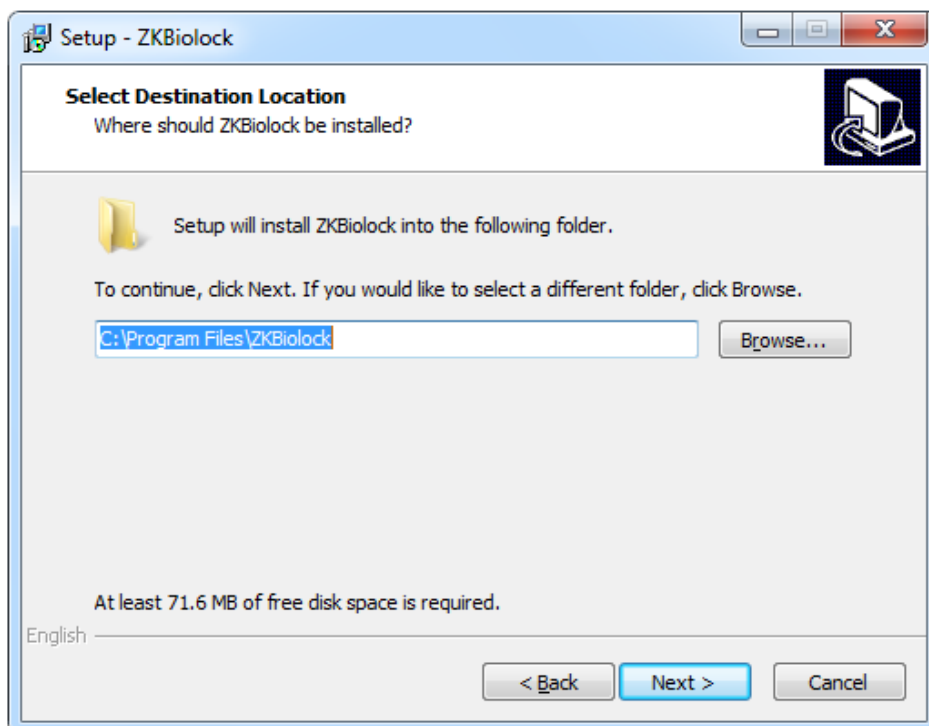 Setup - ZKBiolock
Select Destination Location
Where should ZKBiolock be installed?
Setup will install ZKBiolock into the following folder.
To continue, click Next. If you would like to select a different folder, click Browse.
C:\Program Files\ZKBiolock
Browse...
At least 71.6 MB of free disk space is required.
English
< Back
Next >
Cancel